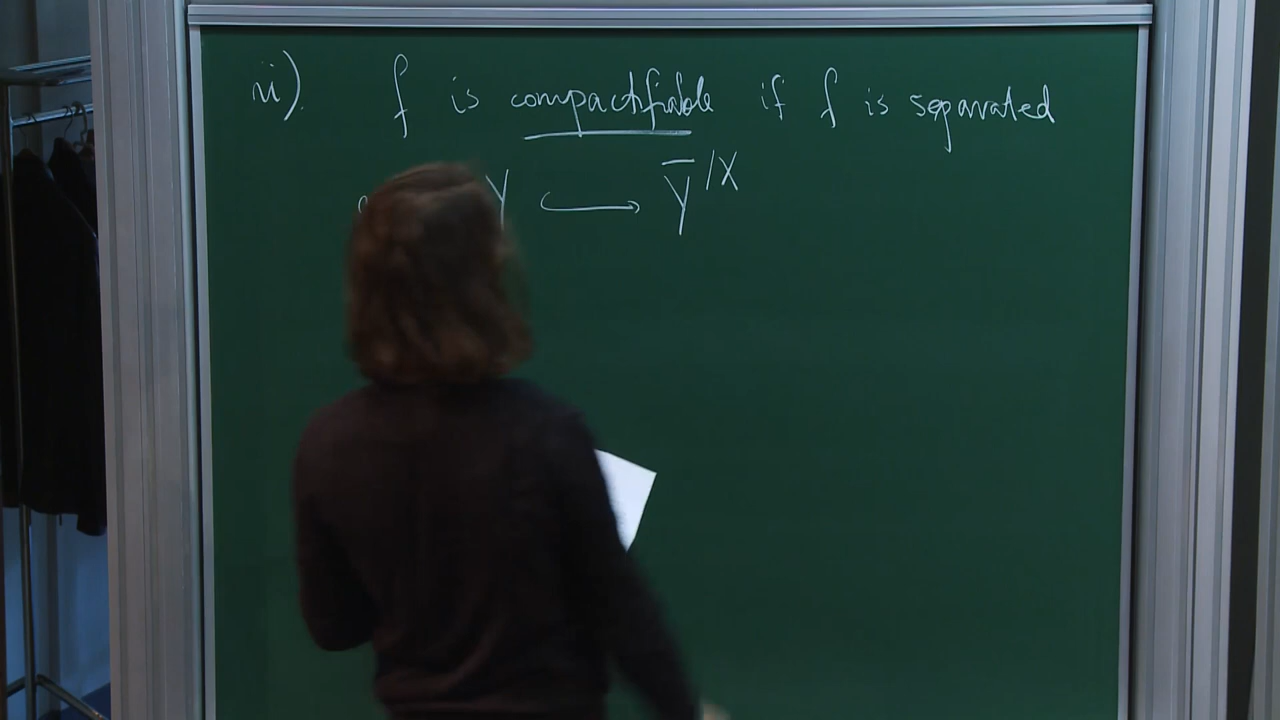 ii) f is compactifiable if f is separated
Y ↪ Y̅ /X